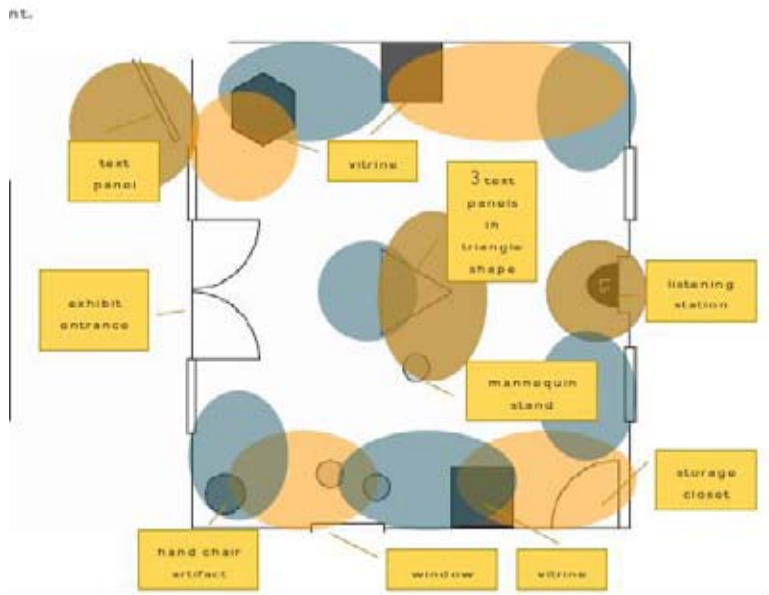 nt.
text
panel
vitrine
3 text
panels
in
triangle
shape
exhibit
entrance
listening
station
mannequin
stand
storage
closet
hand chair
artifact
window
vitrine